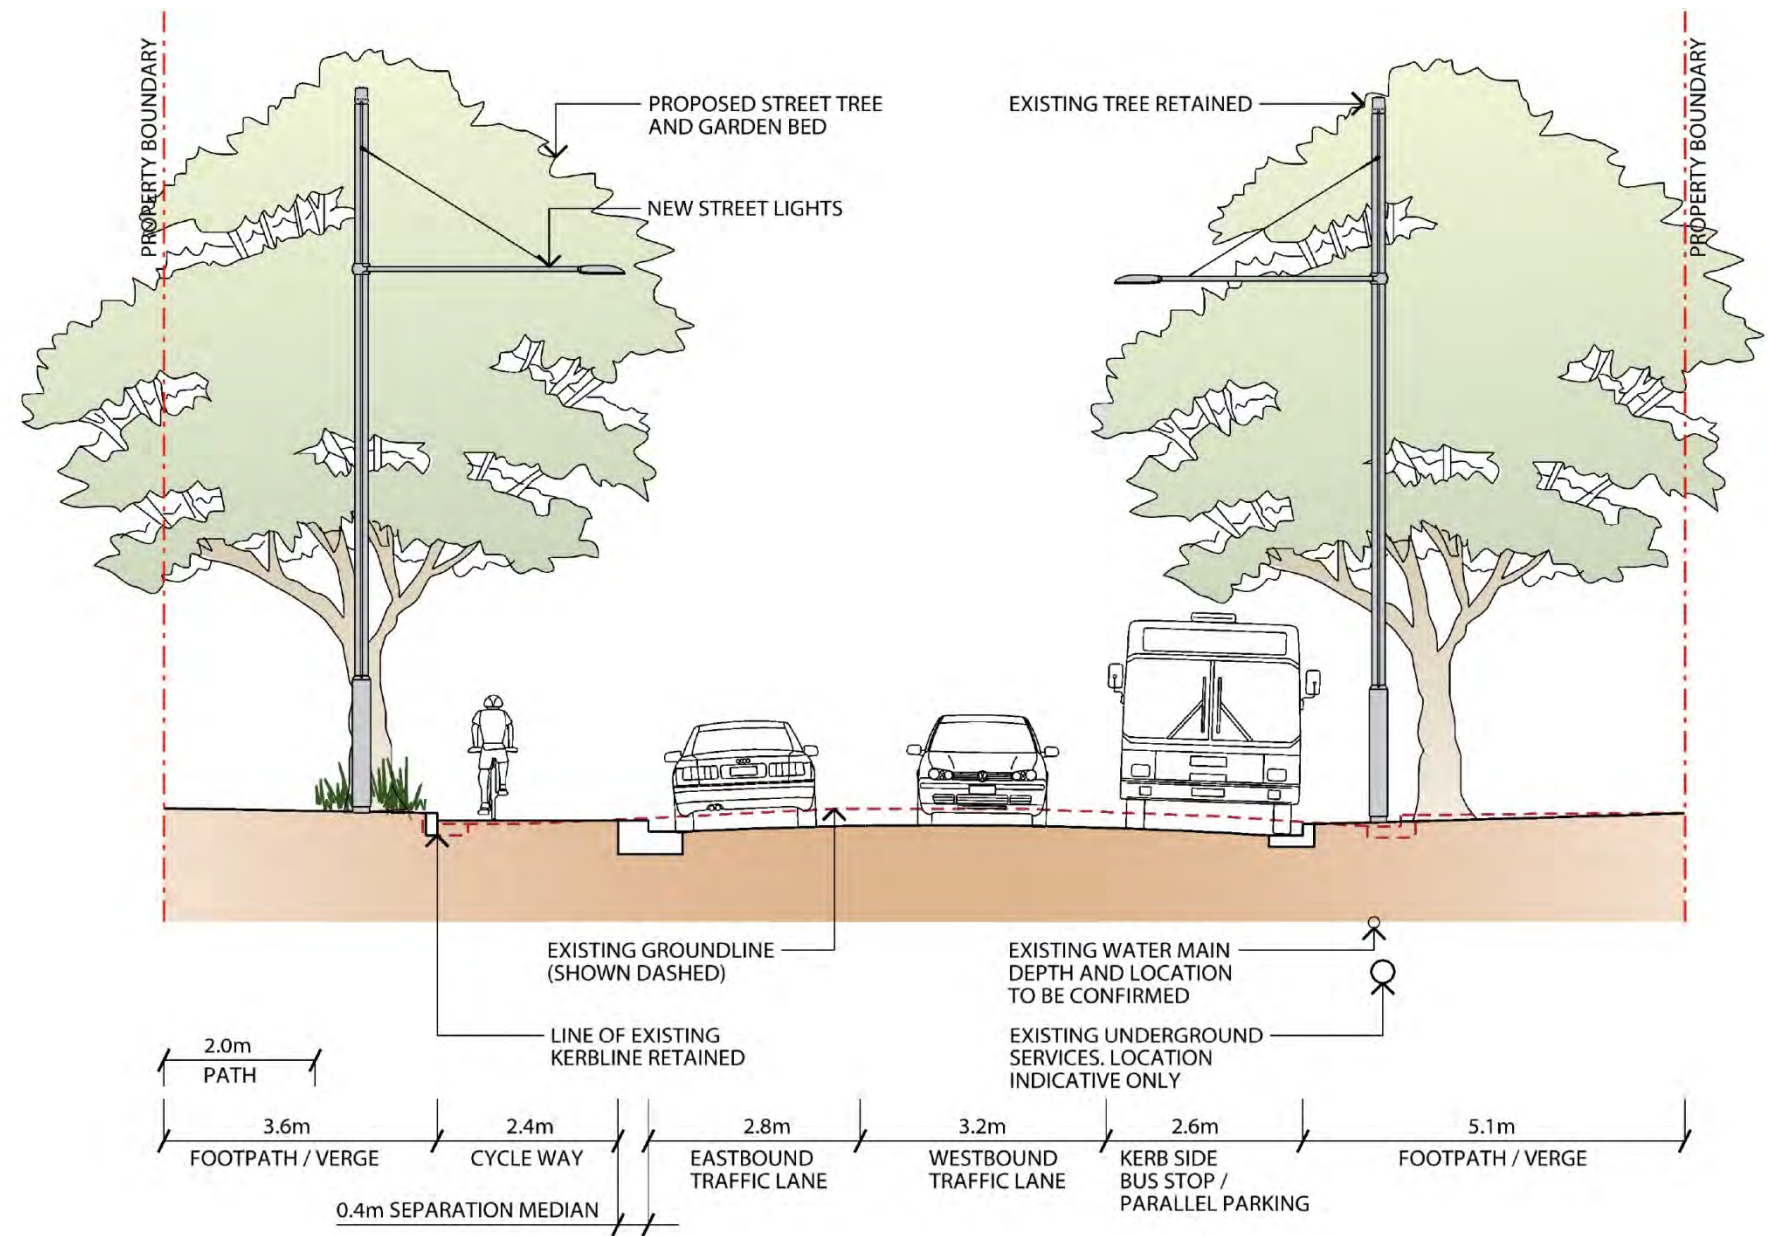 PROPERTY BOUNDARY
PROPOSED STREET TREE
AND GARDEN BED
NEW STREET LIGHTS
EXISTING TREE RETAINED
PROPERTY BOUNDARY
EXISTING GROUNDLINE
(SHOWN DASHED)
EXISTING WATER MAIN
DEPTH AND LOCATION
TO BE CONFIRMED
LINE OF EXISTING
KERBLINE RETAINED
EXISTING UNDERGROUND
SERVICES. LOCATION
INDICATIVE ONLY
2.0m
PATH
3.6m
FOOTPATH / VERGE
2.4m
CYCLE WAY
0.4m SEPARATION MEDIAN
2.8m
EASTBOUND
TRAFFIC LANE
3.2m
WESTBOUND
TRAFFIC LANE
2.6m
KERB SIDE
BUS STOP /
PARALLEL PARKING
5.1m
FOOTPATH / VERGE